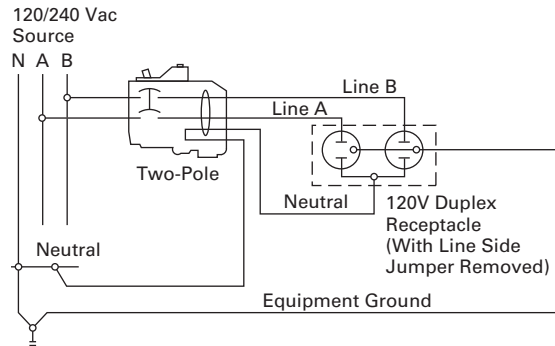 120/240 Vac
Source
N A B
Line B
Line A
Two-Pole
Neutral
120V Duplex
Receptacle
(With Line Side
Jumper Removed)
Neutral
Equipment Ground